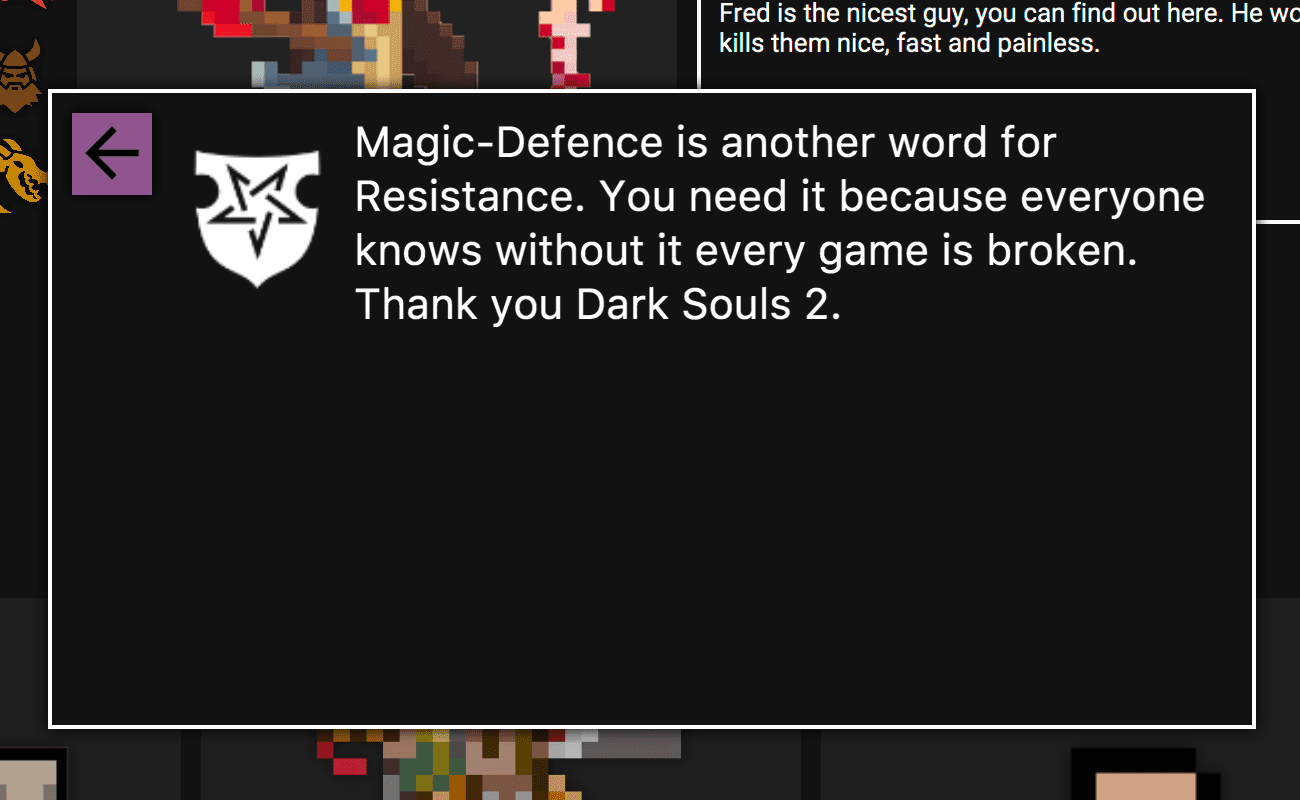 Fred is the nicest guy, you can find out here. He
kills them nice, fast and painless.
Magic-Defence is another word for
Resistance. You need it because everyone
knows without it every game is broken.
Thank you Dark Souls 2.